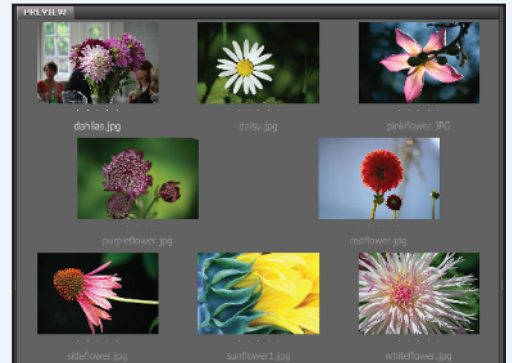 PREVIEW
dahlias.jpg
daisy.jpg
pinkflower.JPG
purpleflower.jpg
redflower.jpg
sideflower.jpg
sunflower1.jpg
whiteflower.jpg